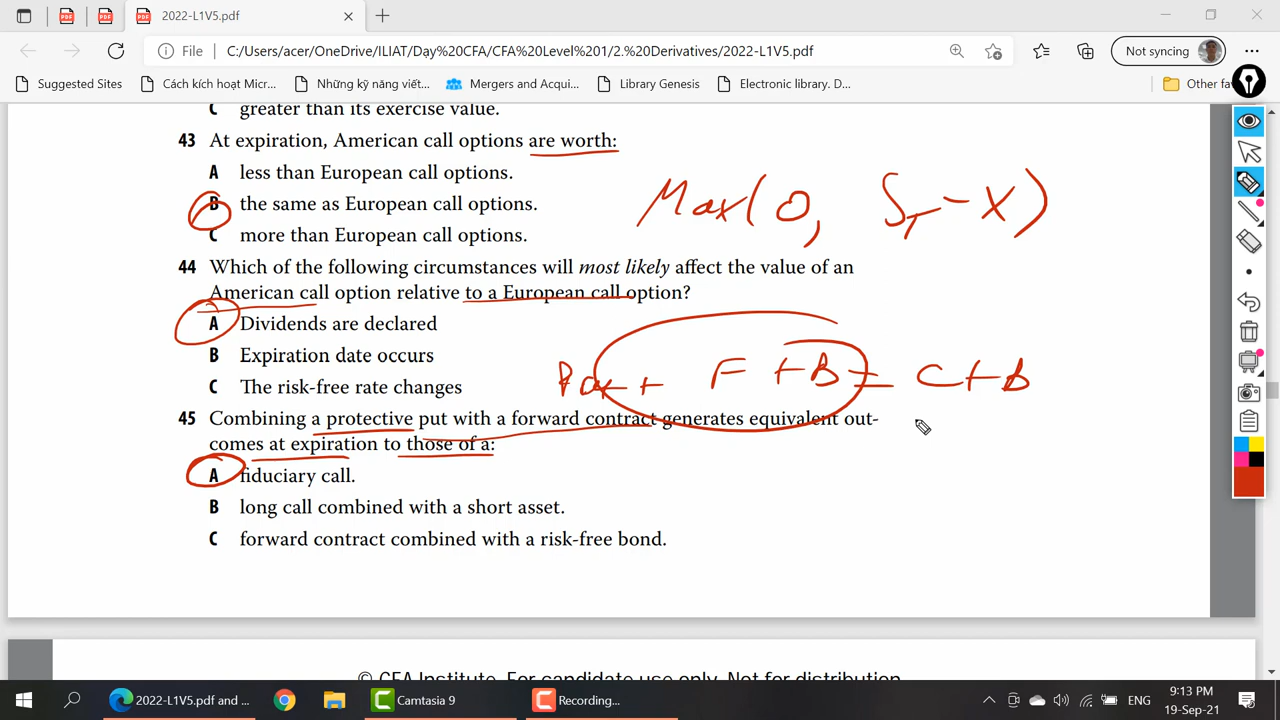 2022-L1V5.pdf
File C:/Users/acer/OneDrive/ILIAT/Day%20CFA/CFA%20Level%201/2.%20Derivatives/2022-L1V5.pdf Not syncing
Suggested Sites Cách kích hoạt Micr... Những kỹ năng viết... Mergers and Acqui... Library Genesis Electronic library. D... Other fav
C greater than its exercise value.
43 At expiration, American call options are worth:
A less than European call options.
B the same as European call options.
Max(0, ST - X)
C more than European call options.
44 Which of the following circumstances will most likely affect the value of an
American call option relative to a European call option?
A Dividends are declared
B Expiration date occurs
F + B = C + B
C The risk-free rate changes
45 Combining a protective put with a forward contract generates equivalent out-
comes at expiration to those of a:
A fiduciary call.
B long call combined with a short asset.
C forward contract combined with a risk-free bond.
© CFA Institute. For candidate use only. Not for distribution.
2022-L1V5.pdf and ... Camtasia 9 Recording... ENG 9:13 PM
19-Sep-21